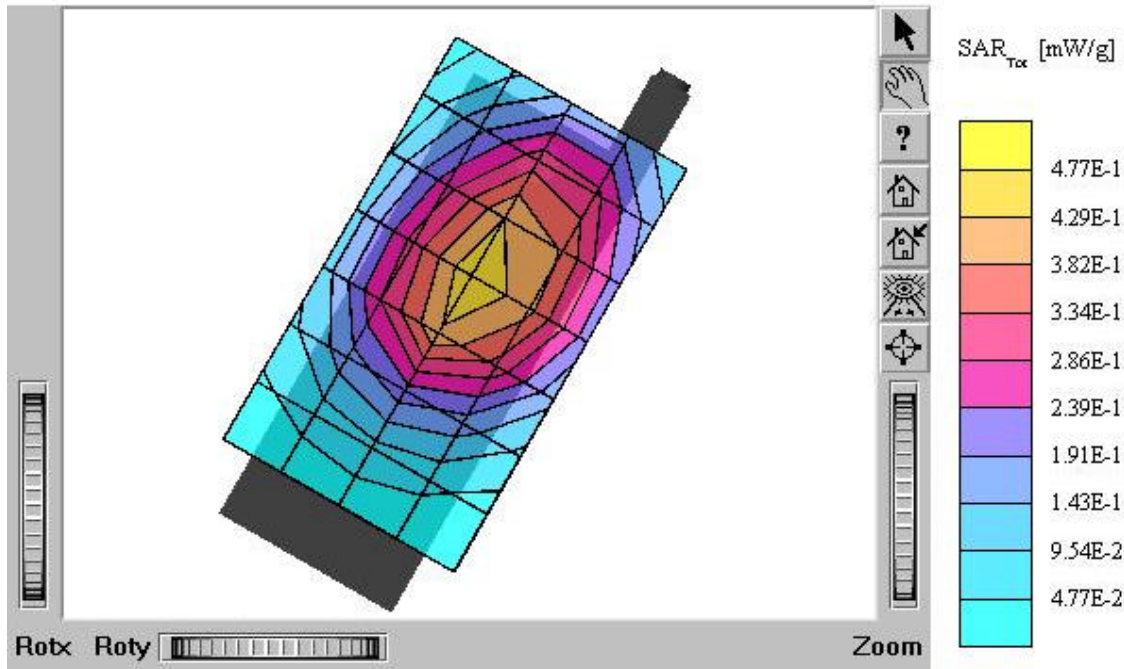 SAR_Tot [mW/g]
?
4.77E-1
4.29E-1
3.82E-1
3.34E-1
2.86E-1
2.39E-1
1.91E-1
1.43E-1
9.54E-2
4.77E-2
Rotx Roty Zoom